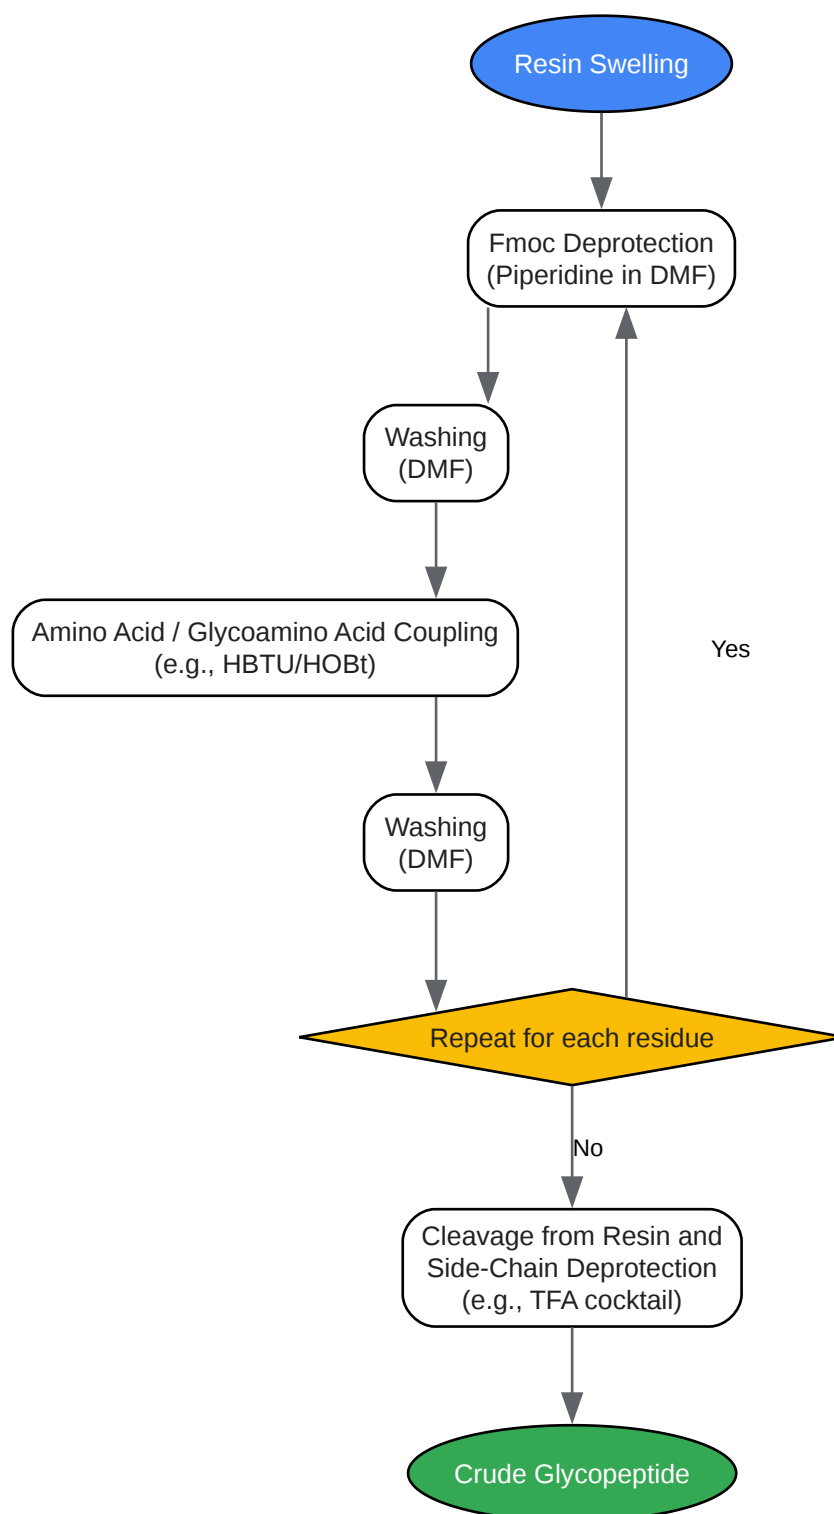 Resin Swelling
Fmoc Deprotection
(Piperidine in DMF)
Washing
(DMF)
Amino Acid / Glycoamino Acid Coupling
(e.g., HBTU/HOBt)
Yes
Washing
(DMF)
Repeat for each residue
No
Cleavage from Resin and
Side-Chain Deprotection
(e.g., TFA cocktail)
Crude Glycopeptide